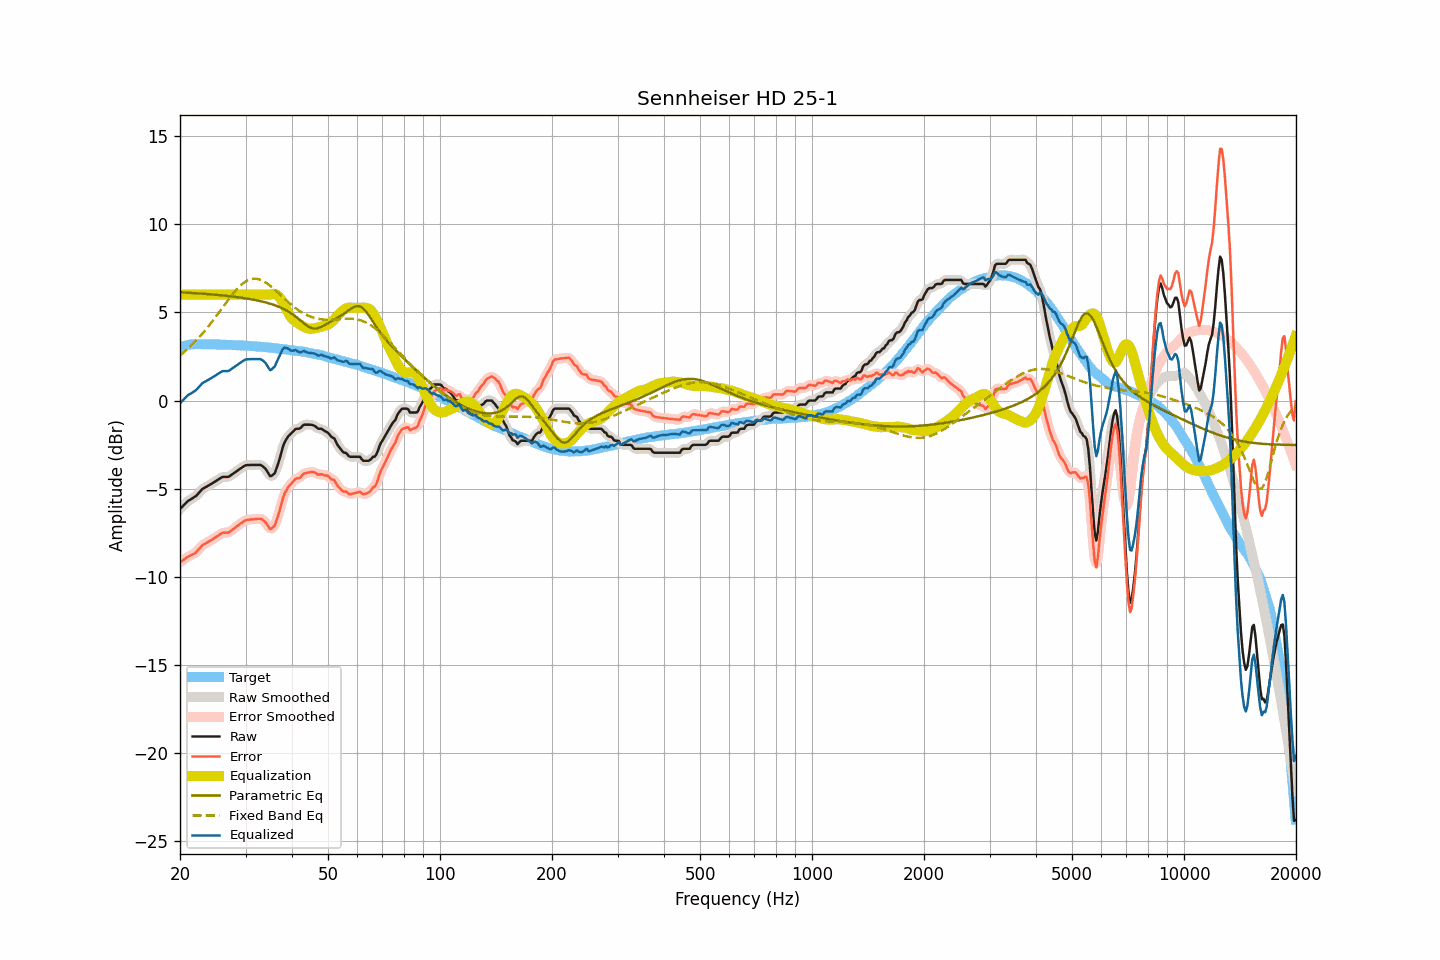 Sennheiser HD 25-1
15
10
5
0
−5
−10
−15
−20
−25
Amplitude (dBr)
Target
Raw Smoothed
Error Smoothed
Raw
Error
Equalization
Parametric Eq
Fixed Band Eq
Equalized
20 50 100 200 500 1000 2000 5000 10000 20000
Frequency (Hz)